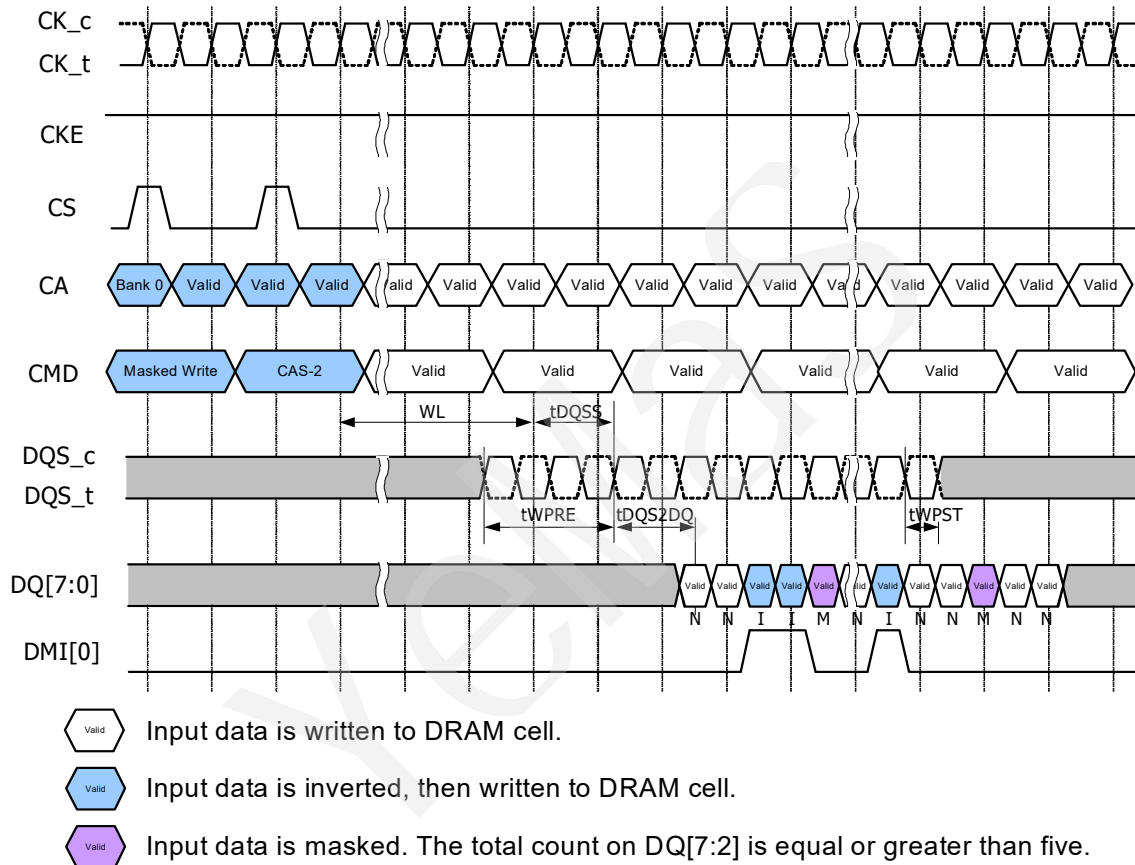 CK_c
CK_t
CKE
CS
CA Bank 0 Valid Valid Valid alid Valid Valid Valid Valid Valid Valid Va d Valid Valid Valid Valid
CMD Masked Write CAS-2 Valid Valid Valid Valid Valid Valid
WL tDQSS
DQS_c
DQS_t
tWPRE tDQS2DQ tWPST
DQ[7:0] Valid Valid Valid Valid Valid lid Valid Valid Valid Valid Valid Valid
N N I I M N I N N M N N
DMI[0]
Valid Input data is written to DRAM cell.
Valid Input data is inverted, then written to DRAM cell.
Valid Input data is masked. The total count on DQ[7:2] is equal or greater than five.
YeMas